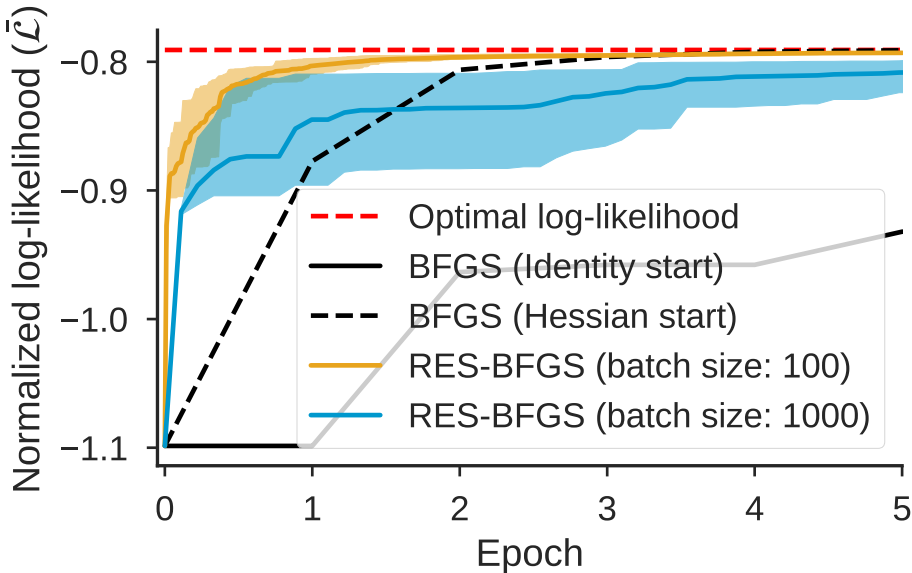 Normalized log-likelihood (ℒ̄)
−0.8
−0.9
−1.0
−1.1
Optimal log-likelihood
BFGS (Identity start)
BFGS (Hessian start)
RES-BFGS (batch size: 100)
RES-BFGS (batch size: 1000)
0 1 2 3 4 5
Epoch